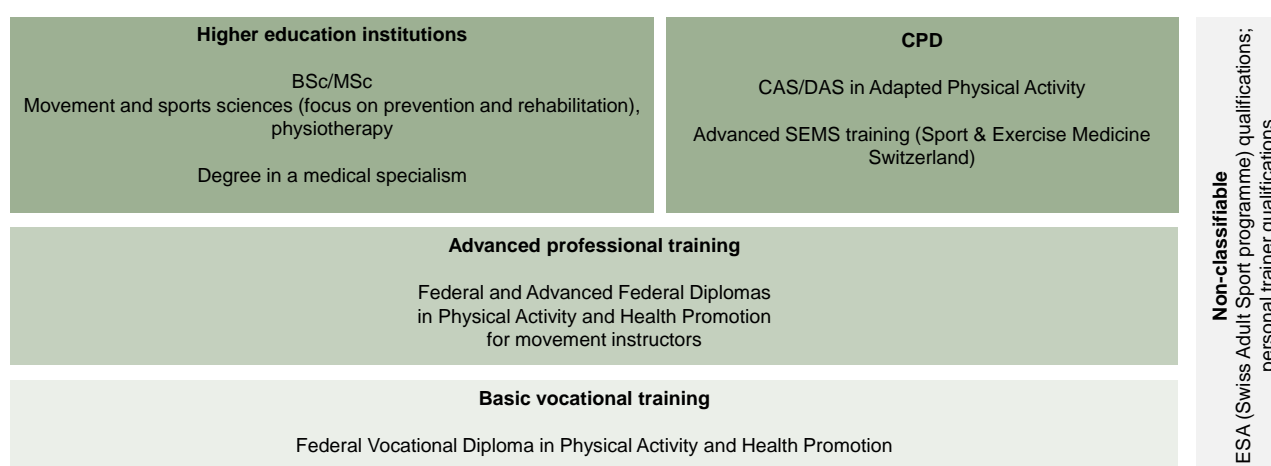 Higher education institutions
BSc/MSc
Movement and sports sciences (focus on prevention and rehabilitation),
physiotherapy
Degree in a medical specialism
CPD
CAS/DAS in Adapted Physical Activity
Advanced SEMS training (Sport & Exercise Medicine
Switzerland)
Advanced professional training
Federal and Advanced Federal Diplomas
in Physical Activity and Health Promotion
for movement instructors
Basic vocational training
Federal Vocational Diploma in Physical Activity and Health Promotion
Non-classifiable
ESA (Swiss Adult Sport programme) qualifications;
personal trainer qualifications